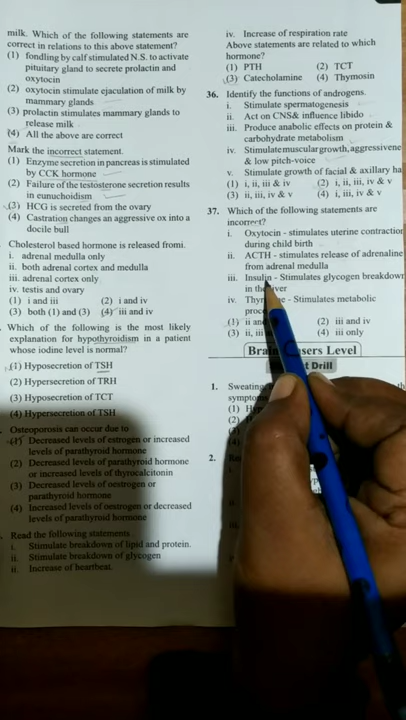 milk. Which of the following statements are
correct in relations to this above statement?
(1) fondling by calf stimulated N.S. to activate
pituitary gland to secrete prolactin and
oxytocin
(2) oxytocin stimulate ejaculation of milk by
mammary glands
(3) prolactin stimulates mammary glands to
release milk
(4) All the above are correct
Mark the incorrect statement.
(1) Enzyme secretion in pancreas is stimulated
by CCK hormone
(2) Failure of the testosterone secretion results
in eunuchoidism
(3) HCG is secreted from the ovary
(4) Castration changes an aggressive ox into a
docile bull
Cholesterol based hormone is released fromi.
i. adrenal medulla only
ii. both adrenal cortex and medulla
iii. adrenal cortex only
iv. testis and ovary
(1) i and iii (2) i and iv
(3) both (1) and (3) (4) iii and iv
Which of the following is the most likely
explanation for hypothyroidism in a patient
whose iodine level is normal?
(1) Hyposecretion of TSH
(2) Hypersecretion of TRH
(3) Hyposecretion of TCT
(4) Hypersecretion of TSH
Osteoporosis can occur due to
(1) Decreased levels of estrogen or increased
levels of parathyroid hormone
(2) Decreased levels of parathyroid hormone
or increased levels of thyrocalcitonin
(3) Decreased levels of oestrogen or
parathyroid hormone
(4) Increased levels of oestrogen or decreased
levels of parathyroid hormone
Read the following statements
i. Stimulate breakdown of lipid and protein.
ii. Stimulate breakdown of glycogen
ii. Increase of heartbeat.
iv. Increase of respiration rate
Above statements are related to which
hormone?
(1) PTH (2) TCT
(3) Catecholamine (4) Thymosin
36. Identify the functions of androgens.
i. Stimulate spermatogenesis
ii. Act on CNS& influence libido
iii. Produce anabolic effects on protein &
carbohydrate metabolism
iv. Stimulate muscular growth, aggressivene
& low pitch-voice
v. Stimulate growth of facial & axillary ha
(1) i, ii, iii & iv (2) i, ii, iii, iv & v
(3) ii, iii, iv & v (4) i, iii, iv & v
37. Which of the following statements are
incorrect?
i. Oxytocin - stimulates uterine contraction
during child birth
ii. ACTH - stimulates release of adrenaline
from adrenal medulla
iii. Insulin - Stimulates glycogen breakdown
in the liver
iv. - Stimulates metabolic
(1) ii and (2) iii and iv
(3) ii, iii (4) iii only
Level
Drill
1. Sweating
symptom
2.